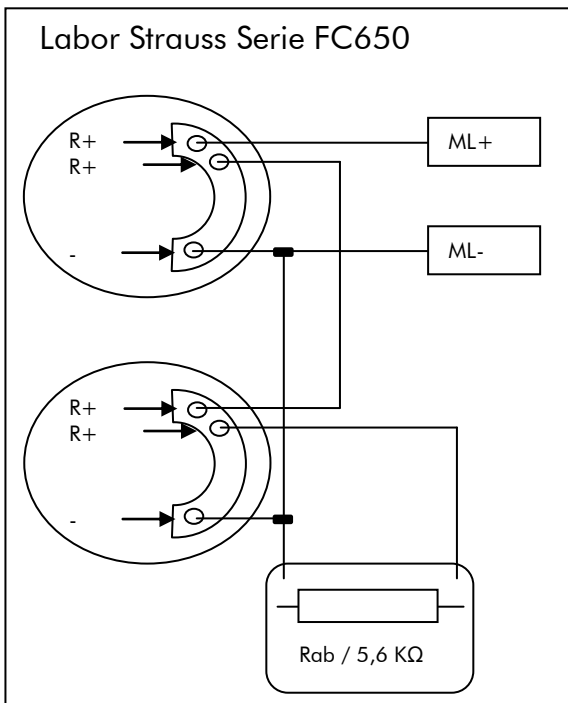 Labor Strauss Serie FC650
R+
R+
-
ML+
ML-
R+
R+
-
Rab / 5,6 KΩ